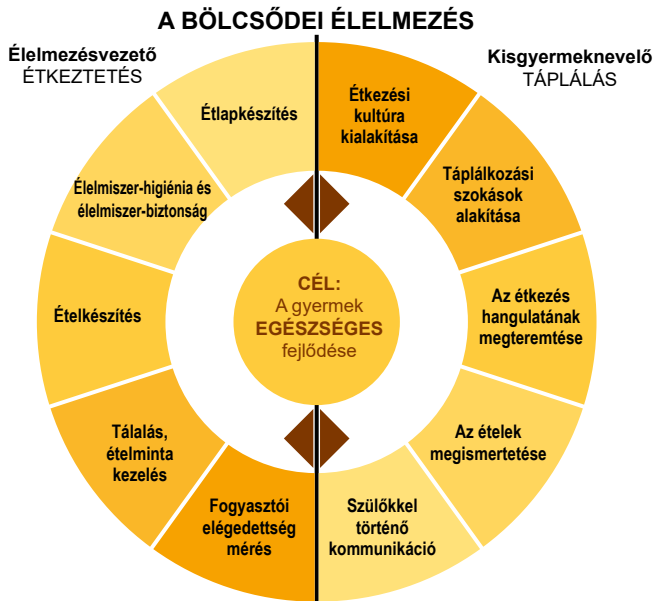 A BÖLCSŐDEI ÉLELMEZÉS
Élelmezésvezető
ÉTKEZTETÉS
Kisgyermeknevelő
TÁPLÁLÁS
Étlapkészítés
Élelmiszer-higiénia és
élelmiszer-biztonság
Ételkészítés
Tálalás,
ételminta
kezelés
Fogyasztói
elégedettség
mérés
Étkezési
kultúra
kialakítása
Táplálkozási
szokások
alakítása
Az étkezés
hangulatának
megteremtése
Az ételek
megismertetése
Szülőkkel
történő
kommunikáció
CÉL:
A gyermek
EGÉSZSÉGES
fejlődése